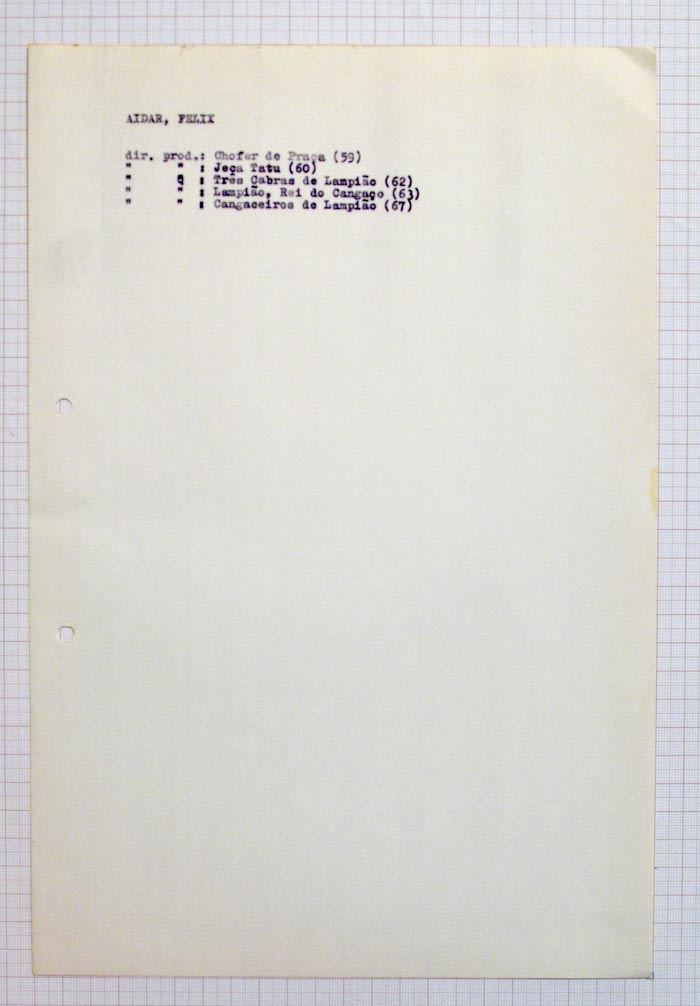 AIDAR, FELIX
dir. prod.: Chofer de Praça (59)
" " : Jeca Tatu (60)
" " : Três Cabras de Lampião (62)
" " : Lampião, Rei do Cangaço (63)
" " : Cangaceiros de Lampião (67)